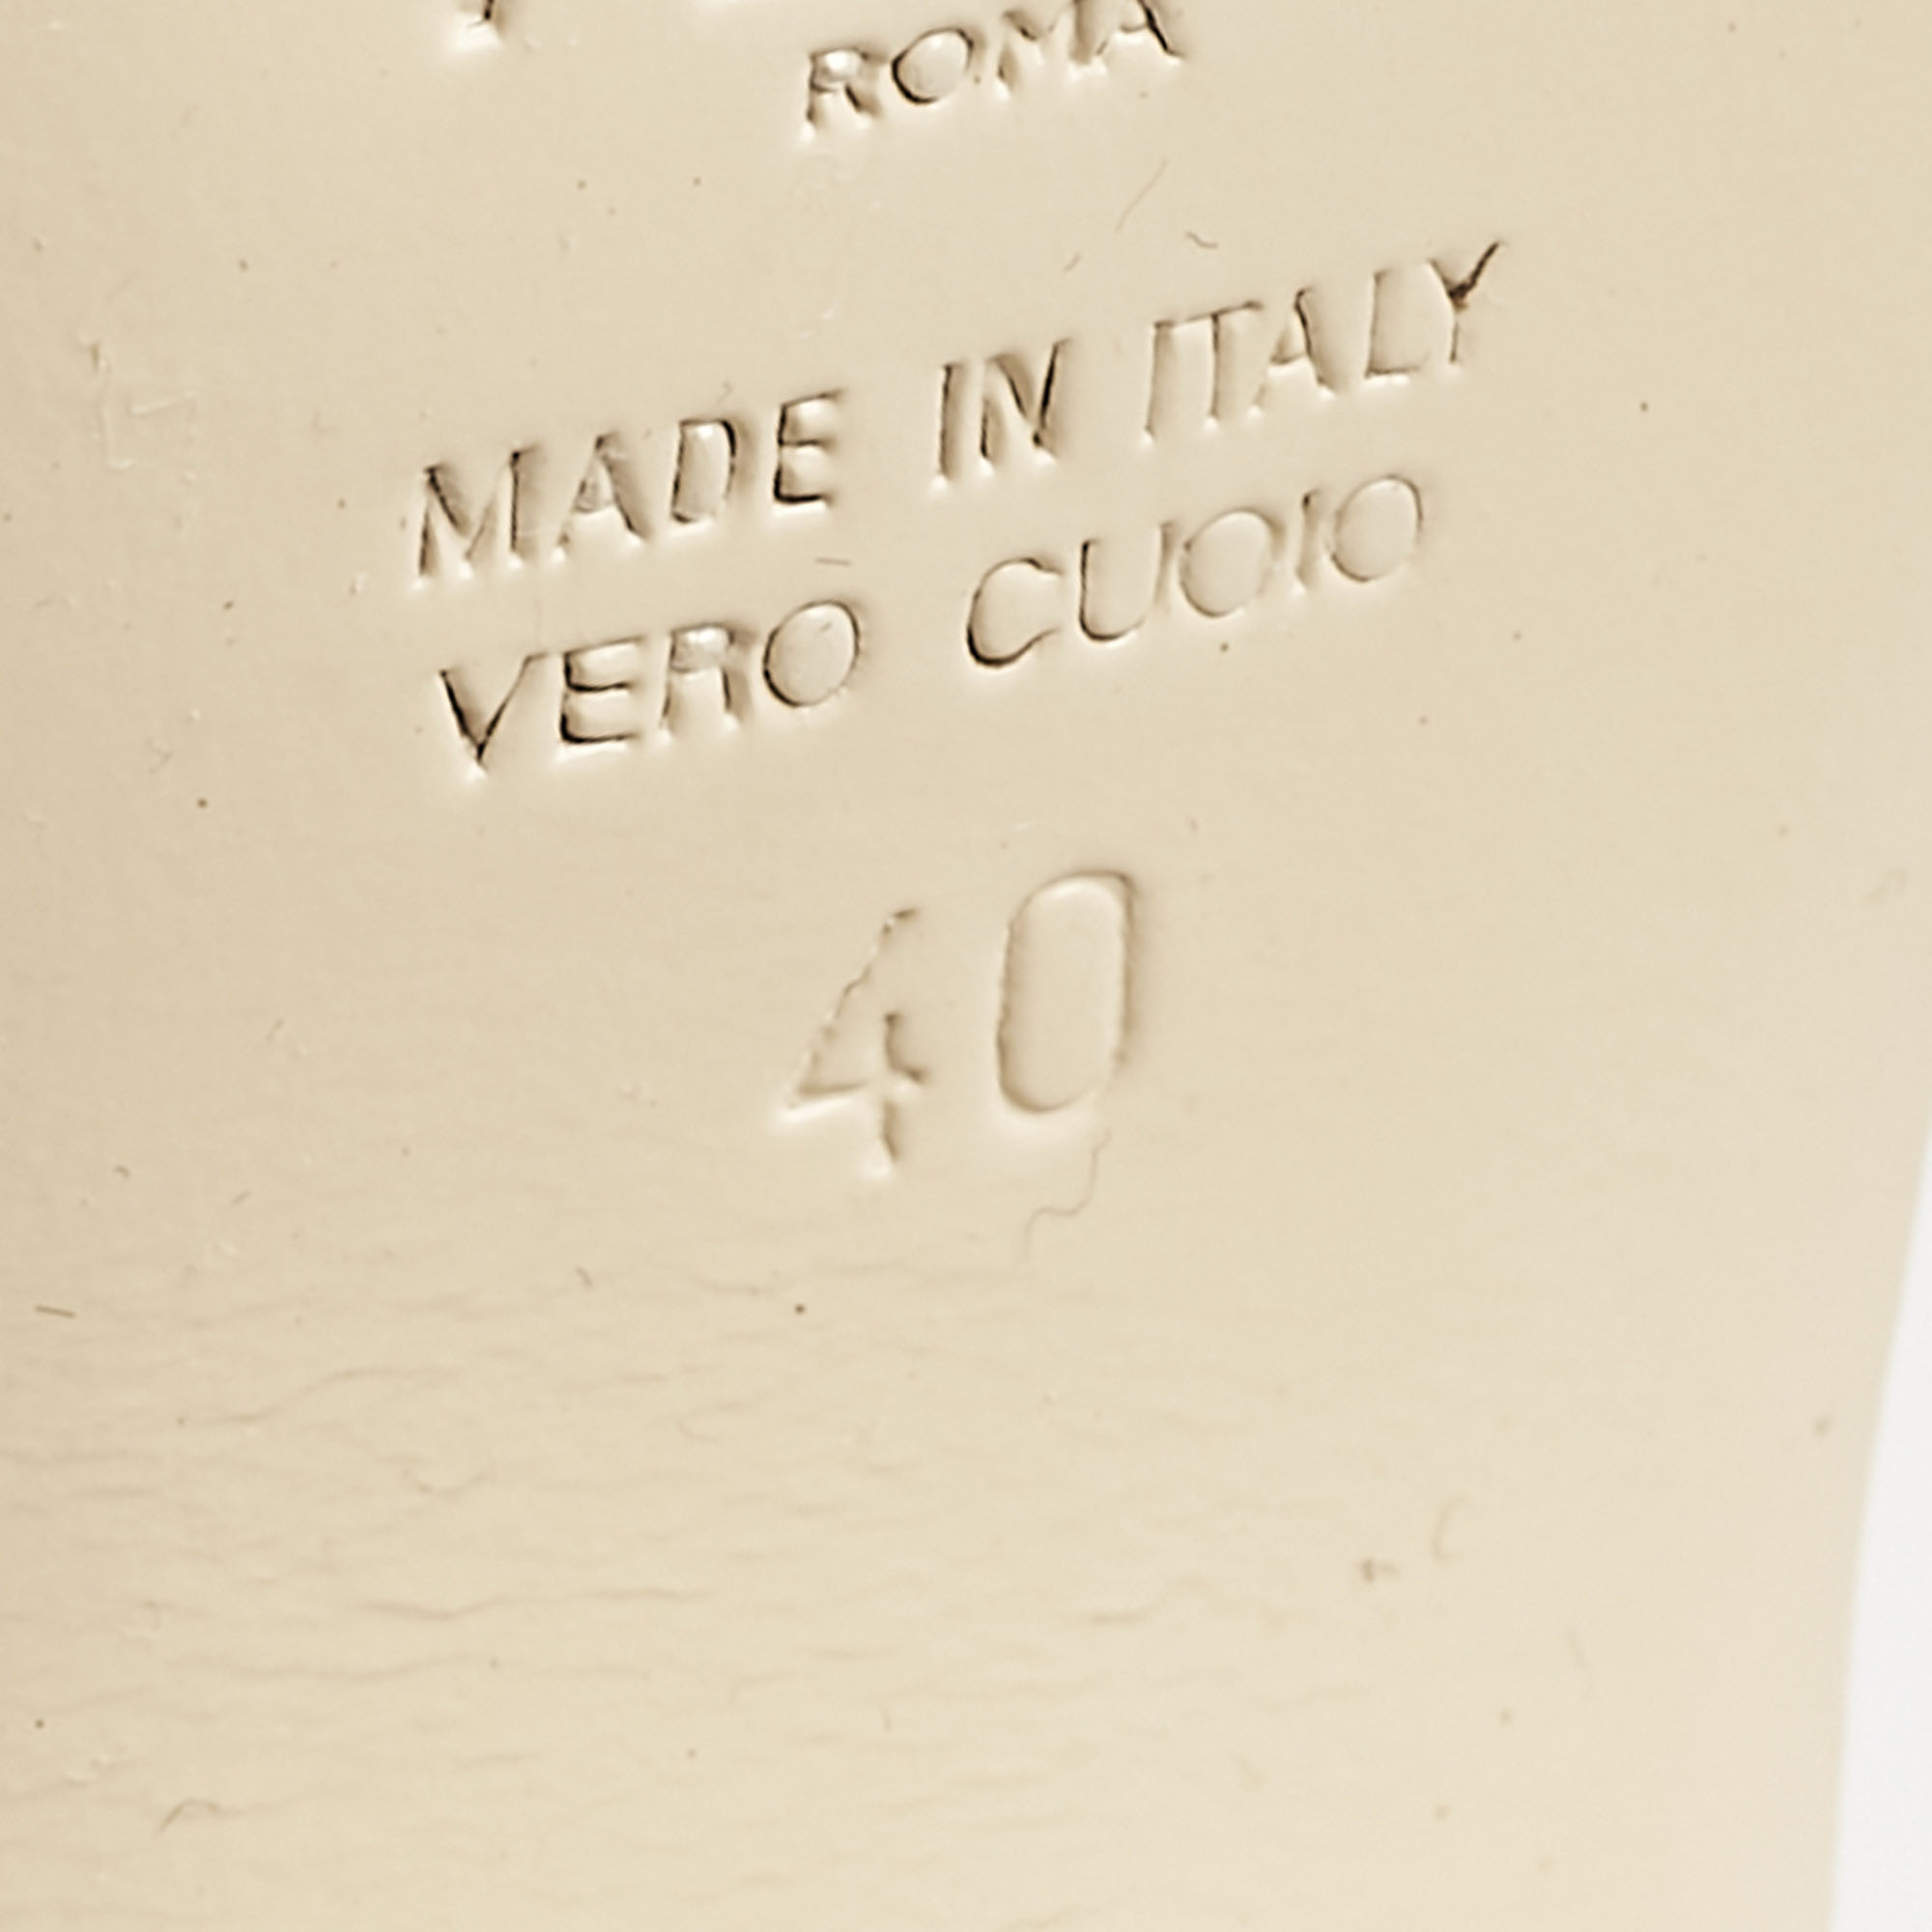 ROMA
MADE IN ITALY
VERO CUOIO
40